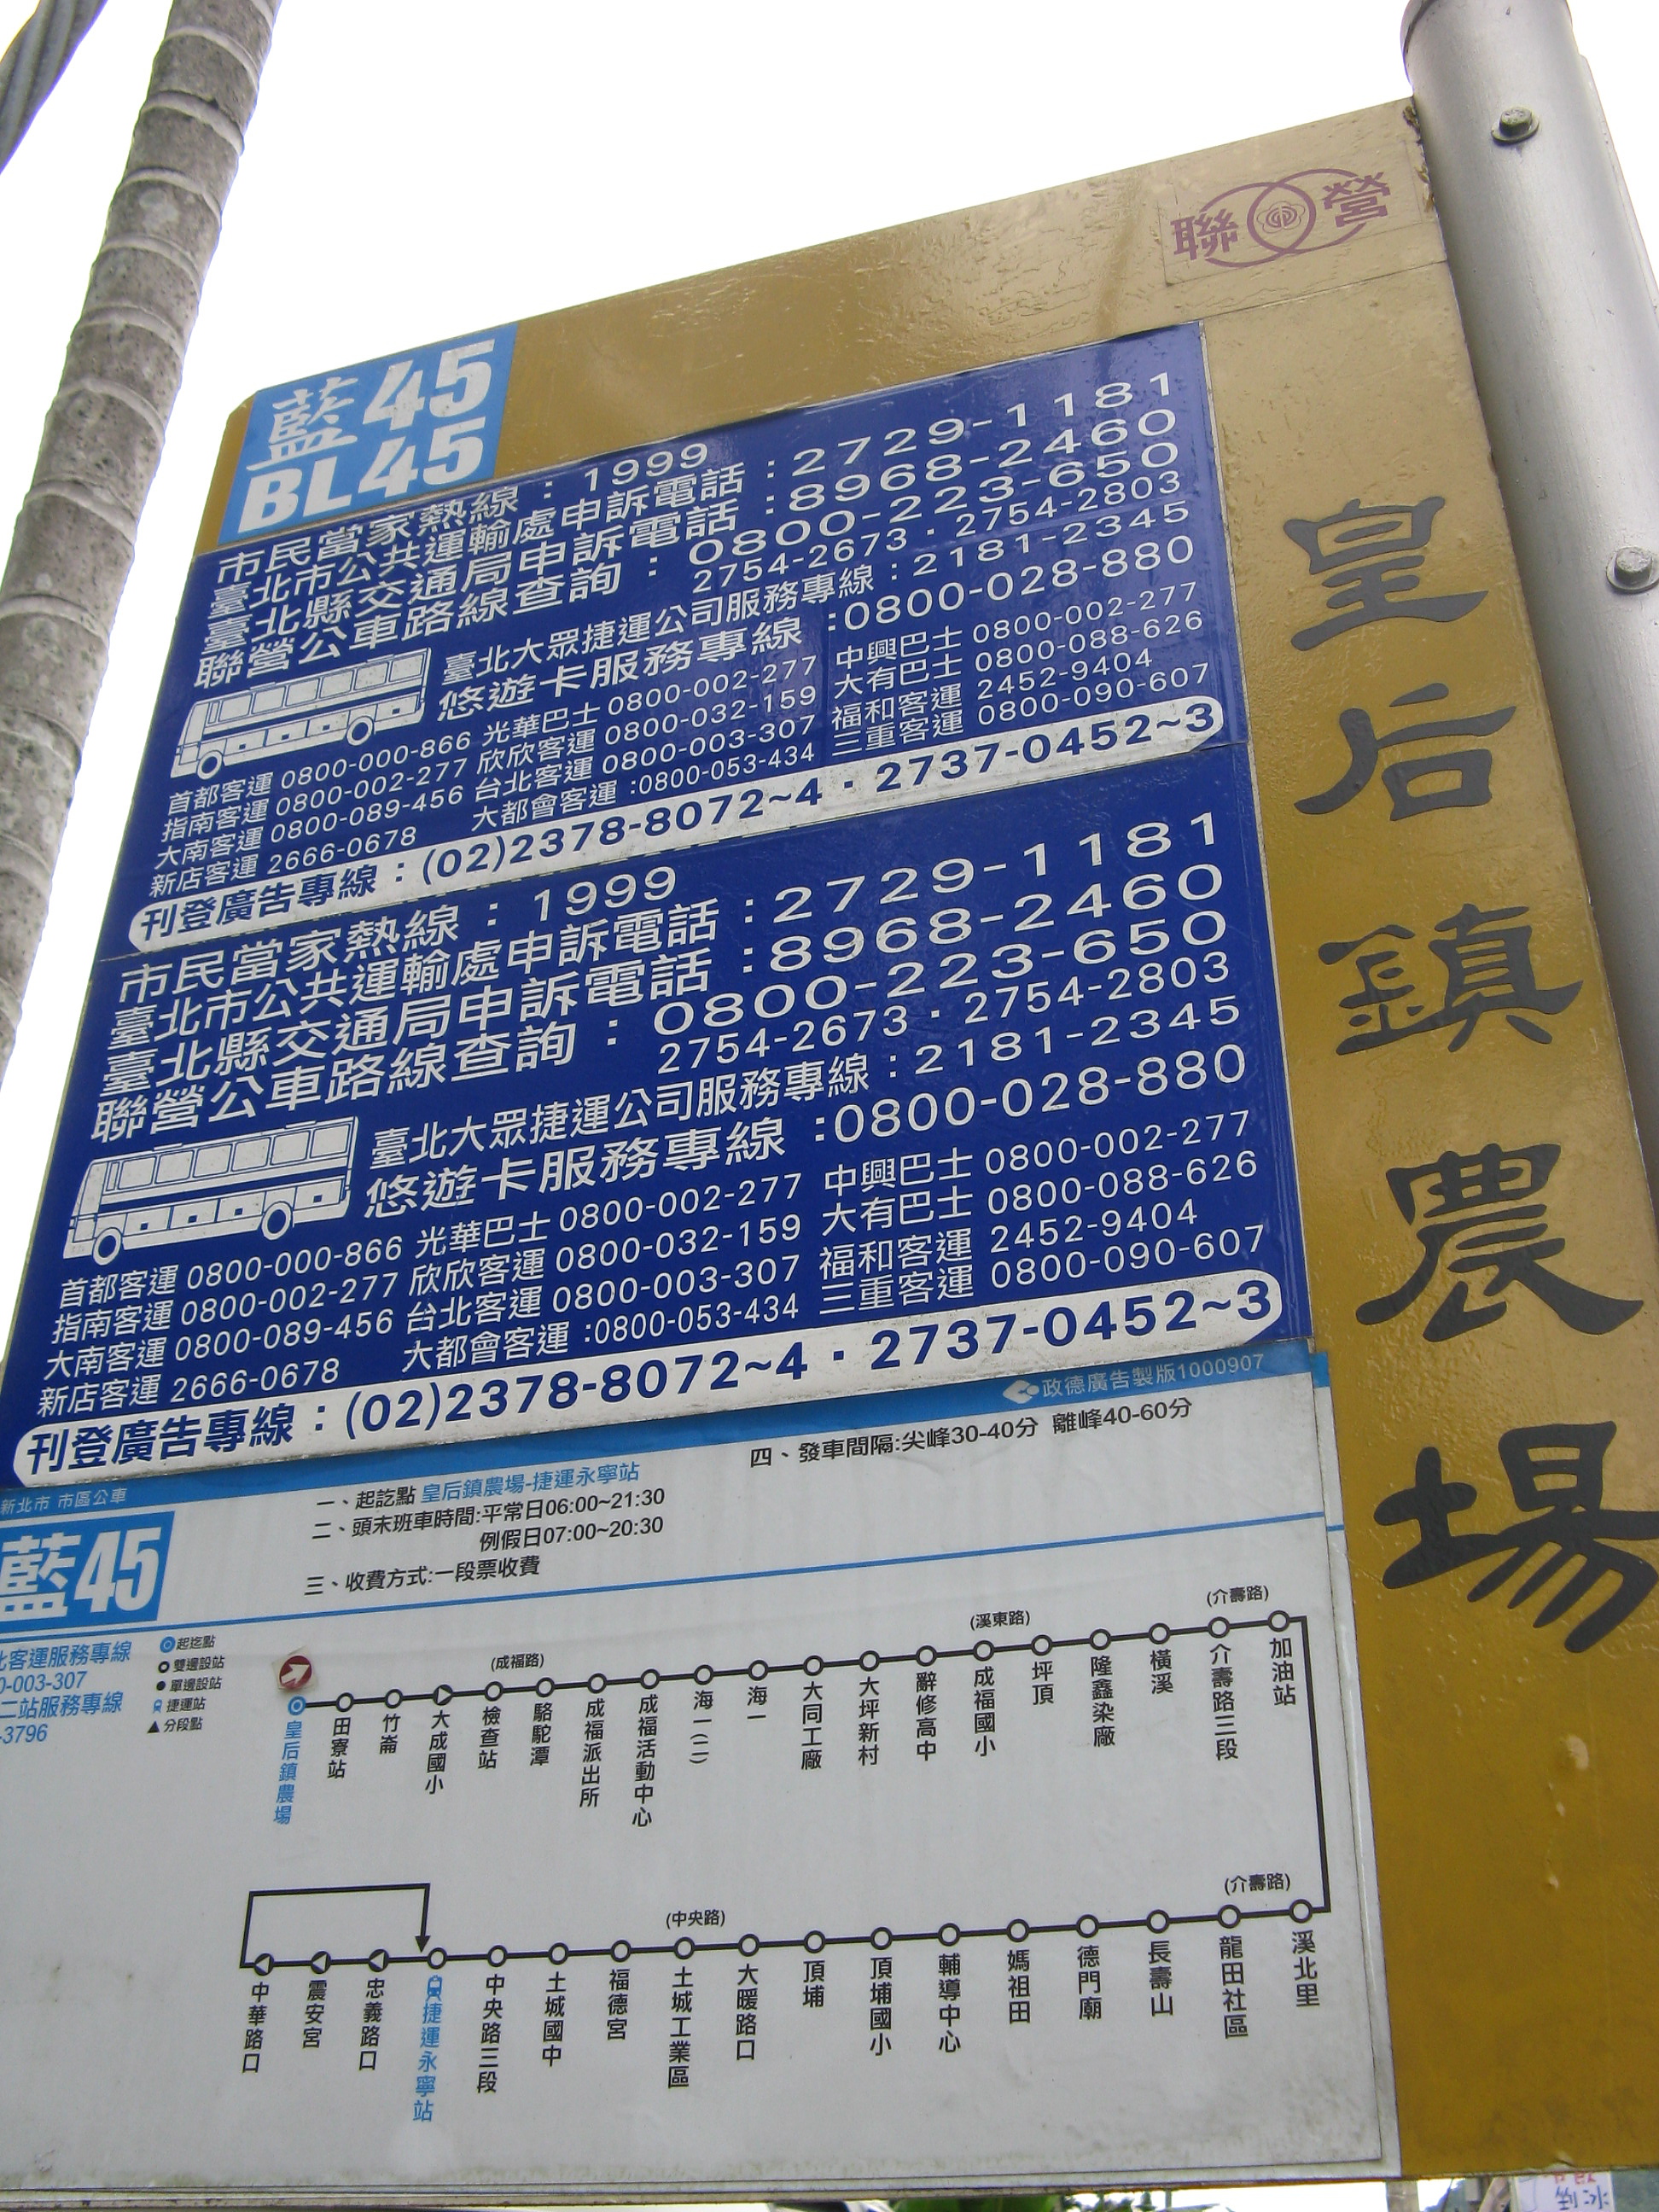 聯營
藍45
BL45
皇后鎮農場
市民當家熱線：1999
臺北市公共運輸處申訴電話：2729-1181
臺北縣交通局申訴電話：8968-2460
聯營公車路線查詢：0800-223-650
2754-2673・2754-2803
臺北大眾捷運公司服務專線：2181-2345
悠遊卡服務專線：0800-028-880
首都客運 0800-000-866 光華巴士 0800-002-277 中興巴士 0800-002-277
指南客運 0800-002-277 欣欣客運 0800-032-159 大有巴士 0800-088-626
大南客運 0800-089-456 台北客運 0800-003-307 福和客運 2452-9404
新店客運 2666-0678 大都會客運：0800-053-434 三重客運 0800-090-607
刊登廣告專線：(02)2378-8072~4・2737-0452~3
市民當家熱線：1999
臺北市公共運輸處申訴電話：2729-1181
臺北縣交通局申訴電話：8968-2460
聯營公車路線查詢：0800-223-650
2754-2673・2754-2803
臺北大眾捷運公司服務專線：2181-2345
悠遊卡服務專線：0800-028-880
首都客運 0800-000-866 光華巴士 0800-002-277 中興巴士 0800-002-277
指南客運 0800-002-277 欣欣客運 0800-032-159 大有巴士 0800-088-626
大南客運 0800-089-456 台北客運 0800-003-307 福和客運 2452-9404
新店客運 2666-0678 大都會客運：0800-053-434 三重客運 0800-090-607
刊登廣告專線：(02)2378-8072~4・2737-0452~3
政德廣告製版1000907
新北市 市區公車
藍45
一、起訖點 皇后鎮農場-捷運永寧站
二、頭末班車時間:平常日06:00~21:30
例假日07:00~20:30
三、收費方式:一段票收費
四、發車間隔:尖峰30-40分 離峰40-60分
北客運服務專線
0-003-307
二站服務專線
-3796
起訖點
雙邊設站
單邊設站
捷運站
分段點
(成福路)
(溪東路)
(介壽路)
皇后鎮農場
田寮站
竹崙
大成國小
檢查站
駱駝潭
成福派出所
成福活動中心
海一(二)
海一
大同工廠
大坪新村
辭修高中
成福國小
坪頂
隆鑫染廠
橫溪
介壽路三段
加油站
(中央路)
(介壽路)
中華路口
震安宮
忠義路口
捷運永寧站
中央路三段
土城國中
福德宮
土城工業區
大暖路口
頂埔
頂埔國小
輔導中心
媽祖田
德門廟
長壽山
龍田社區
溪北里